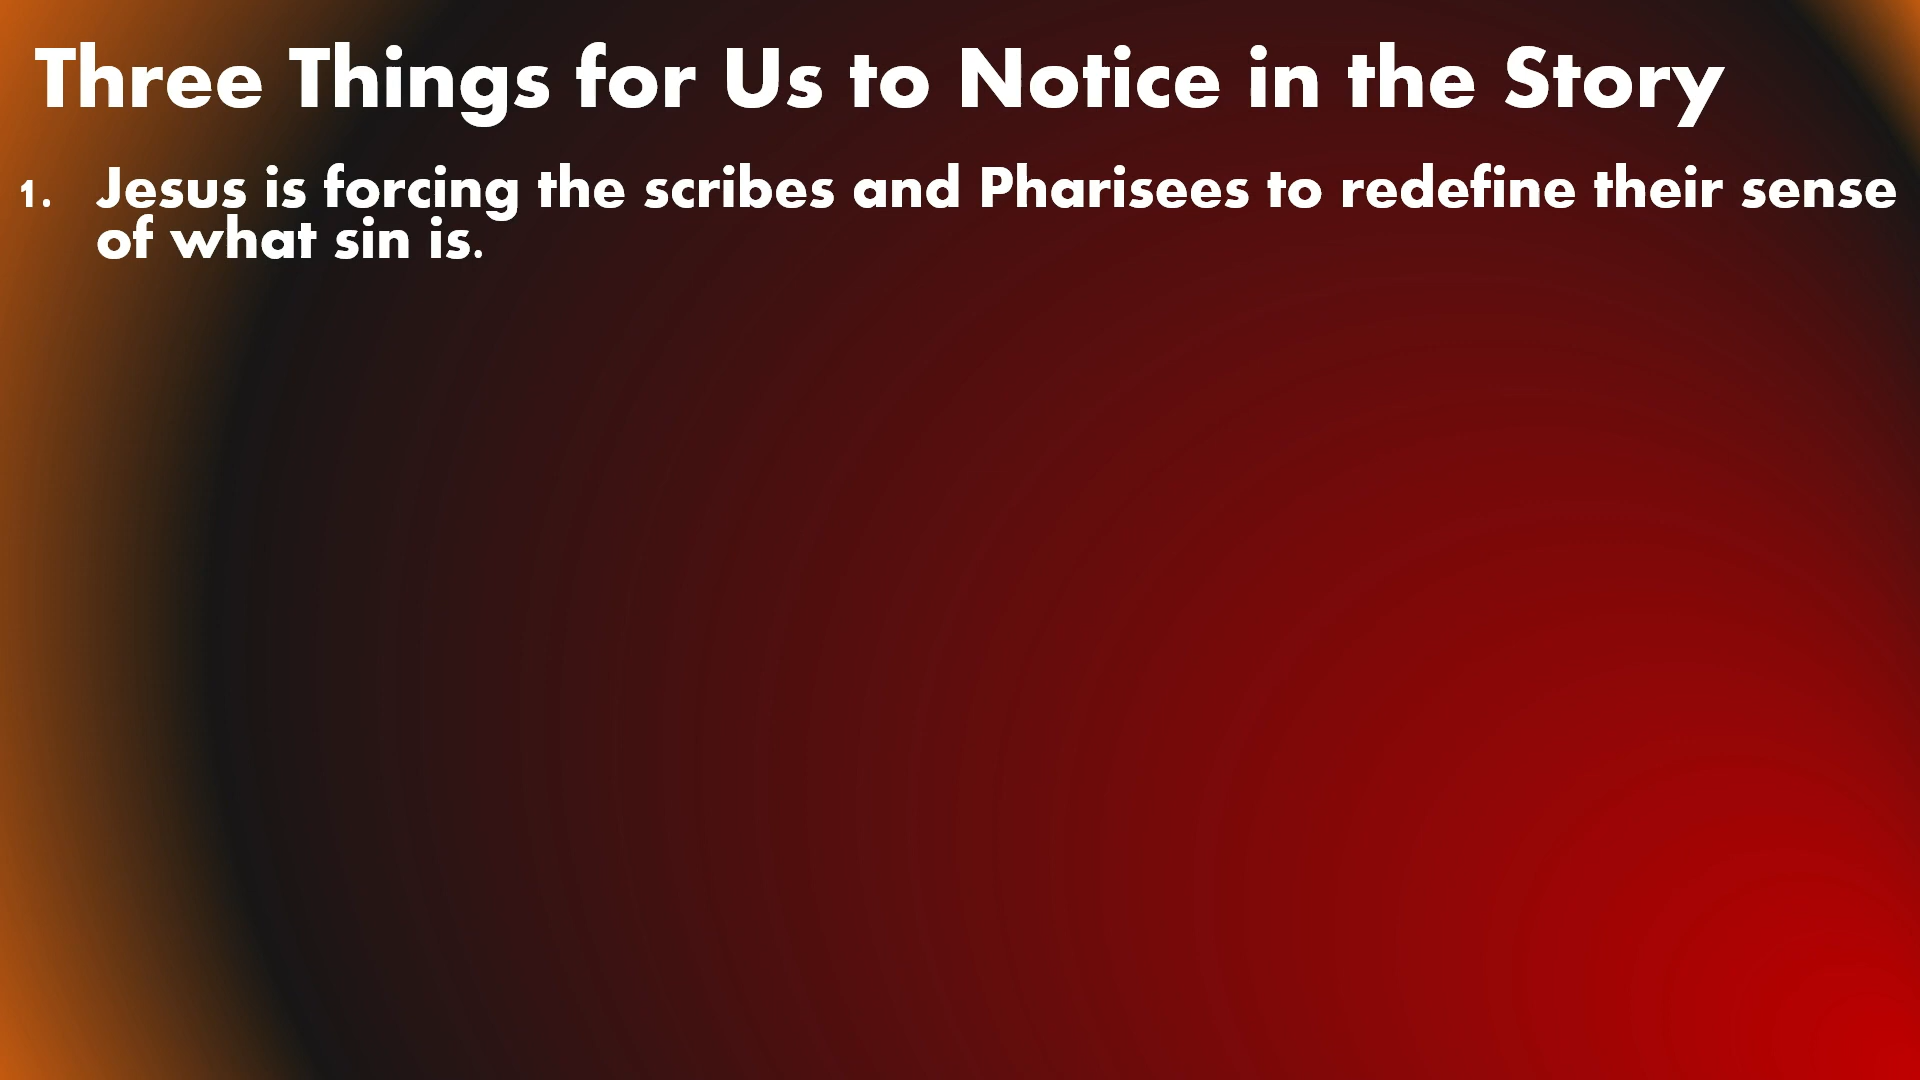 Three Things for Us to Notice in the Story
1. Jesus is forcing the scribes and Pharisees to redefine their sense
of what sin is.